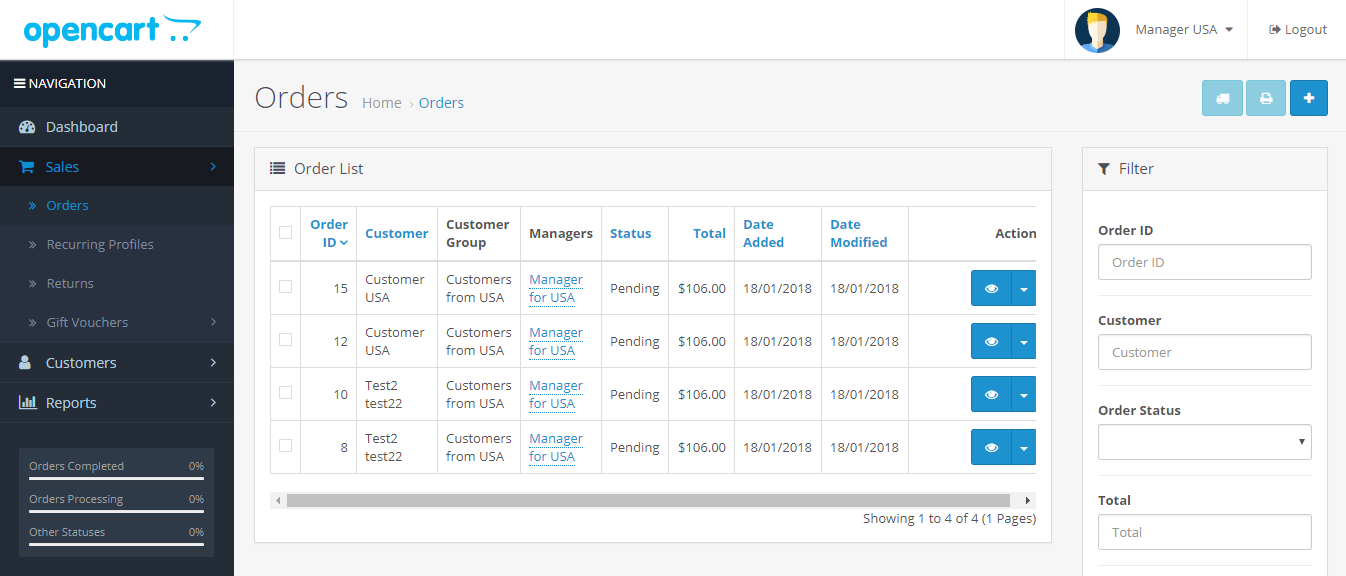 opencart
Manager USA
Logout
NAVIGATION
Dashboard
Sales
Orders
Recurring Profiles
Returns
Gift Vouchers
Customers
Reports
Orders Completed 0%
Orders Processing 0%
Other Statuses 0%
Orders Home › Orders
Order List
Order ID Customer Customer Group Managers Status Total Date Added Date Modified Action
15 Customer USA Customers from USA Manager for USA Pending $106.00 18/01/2018 18/01/2018
12 Customer USA Customers from USA Manager for USA Pending $106.00 18/01/2018 18/01/2018
10 Test2 test22 Customers from USA Manager for USA Pending $106.00 18/01/2018 18/01/2018
8 Test2 test22 Customers from USA Manager for USA Pending $106.00 18/01/2018 18/01/2018
Showing 1 to 4 of 4 (1 Pages)
Filter
Order ID
Order ID
Customer
Customer
Order Status
Total
Total